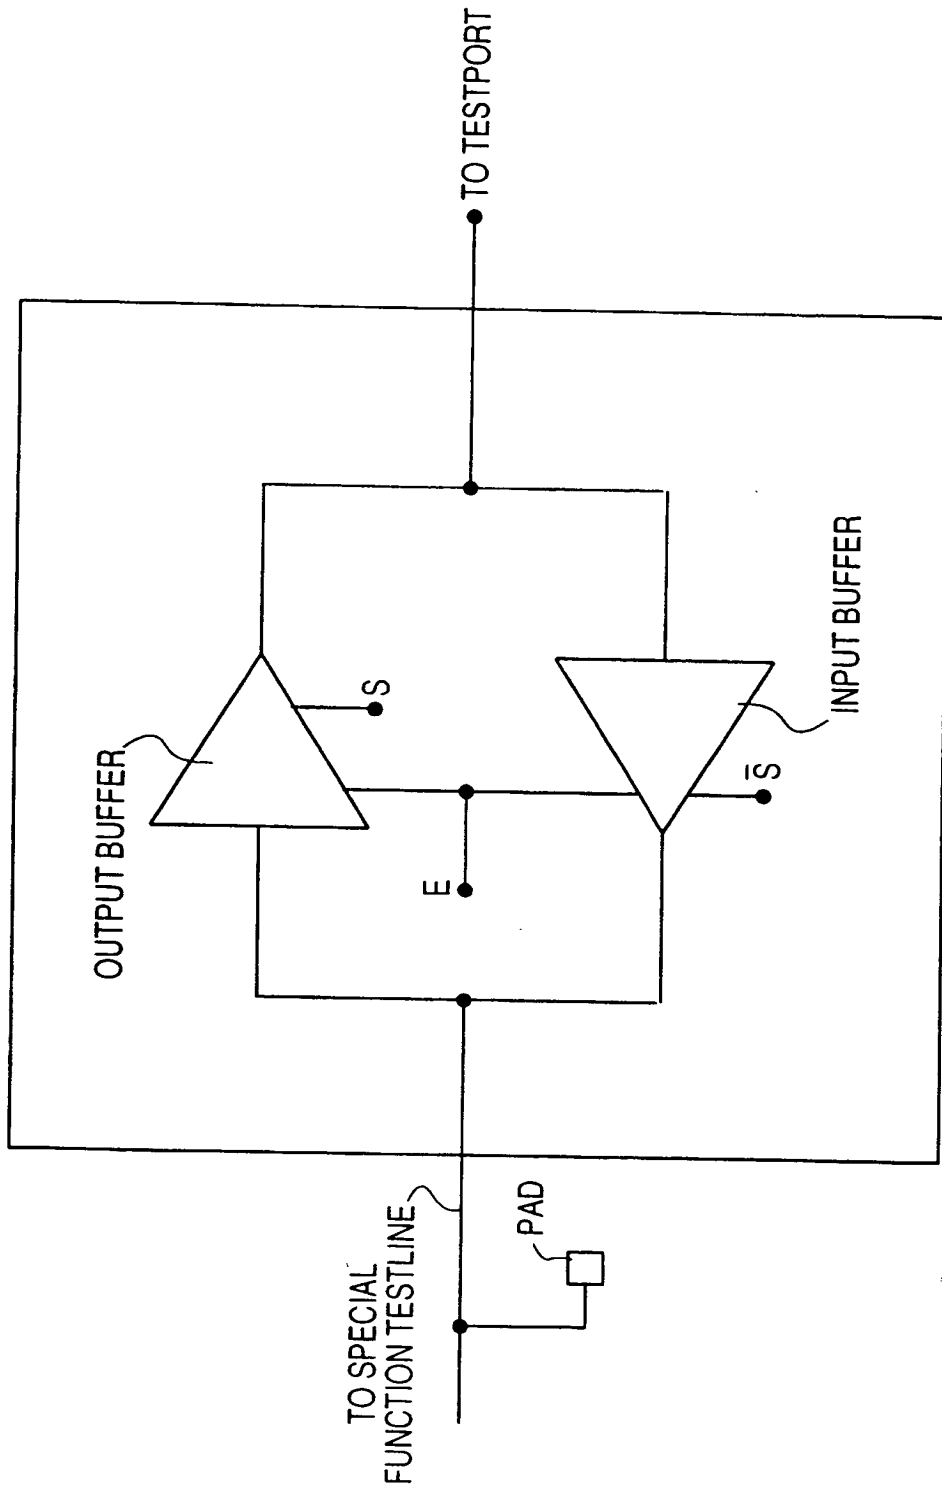 OUTPUT BUFFER
S
TO SPECIAL
FUNCTION TESTLINE
E
TO TESTPORT
PAD
S̅
INPUT BUFFER